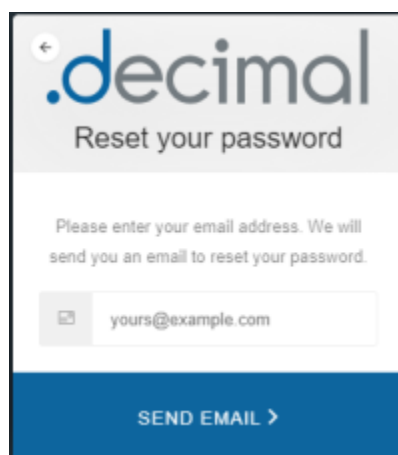 .decimal
Reset your password
Please enter your email address. We will
send you an email to reset your password.
yours@example.com
SEND EMAIL >